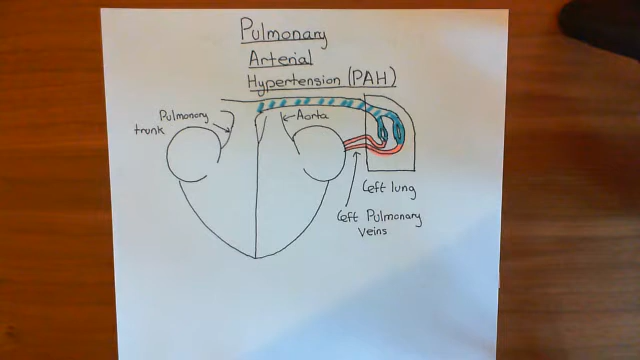 Pulmonary
Arterial
Hypertension (PAH)
Pulmonary
trunk
Aorta
Left lung
Left Pulmonary
Veins